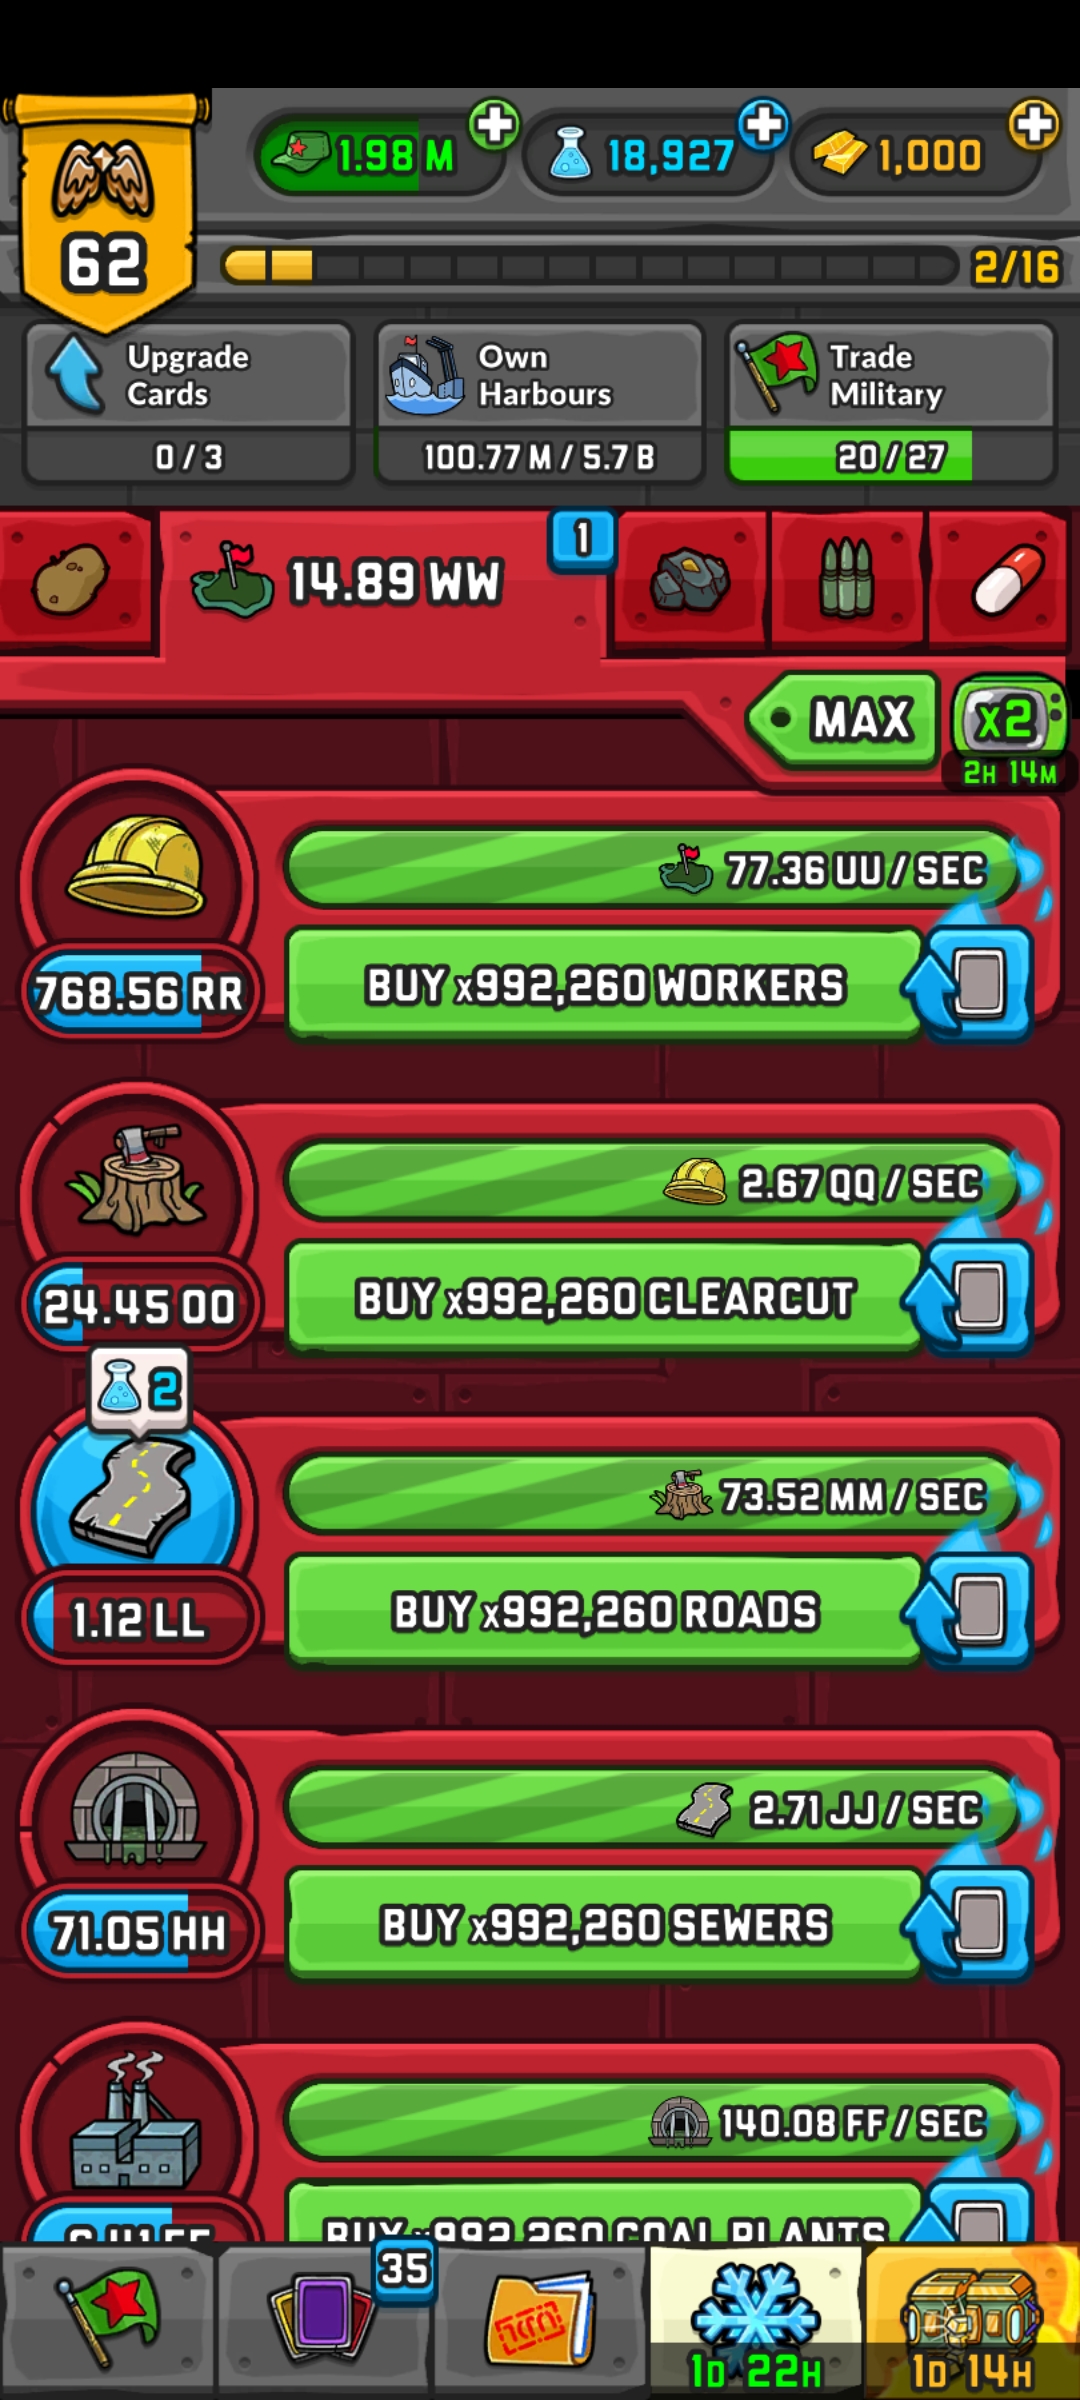 1.98 M
18,927
1,000
62
2/16
Upgrade
Cards
0 / 3
Own
Harbours
100.77 M / 5.7 B
Trade
Military
20 / 27
14.89 WW
1
MAX
x2
2H 14M
77.36 UU / SEC
768.56 RR
BUY x992,260 WORKERS
2.67 QQ / SEC
24.45 OO
BUY x992,260 CLEARCUT
2
73.52 MM / SEC
1.12 LL
BUY x992,260 ROADS
2.71 JJ / SEC
71.05 HH
BUY x992,260 SEWERS
140.08 FF / SEC
BUY x992,260 COAL PLANTS
35
1D 22H
1D 14H